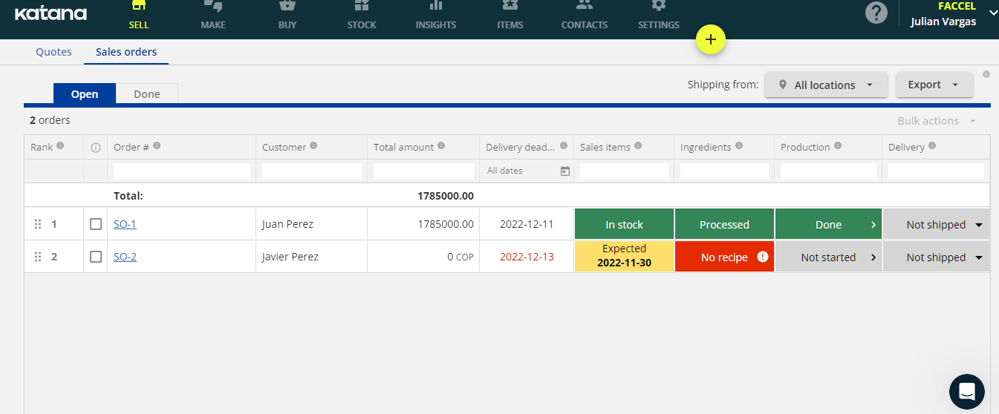 katana
SELL MAKE BUY STOCK INSIGHTS ITEMS CONTACTS SETTINGS
FACCEL
Julian Vargas
Quotes Sales orders
Open Done
Shipping from: All locations Export
2 orders
Bulk actions
Rank Order # Customer Total amount Delivery dead... Sales items Ingredients Production Delivery
All dates
Total: 1785000.00
1 SO-1 Juan Perez 1785000.00 2022-12-11 In stock Processed Done Not shipped
2 SO-2 Javier Perez 0 COP 2022-12-13 Expected 2022-11-30 No recipe Not started Not shipped